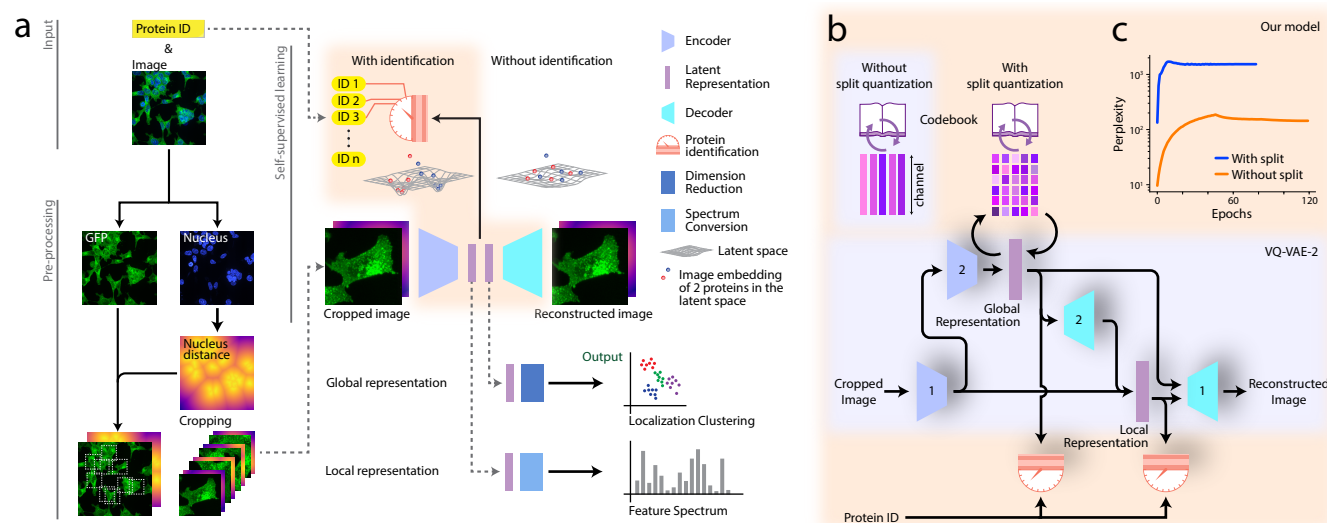 a
Input
Protein ID
&
Image
Pre-processing
GFP
Nucleus
Nucleus
distance
Cropping
Self-supervised learning
With identification
Without identification
ID 1
ID 2
ID 3
ID n
Cropped image
Reconstructed image
Global representation
Local representation
Output
Localization Clustering
Feature Spectrum
Encoder
Latent
Representation
Decoder
Protein
identification
Dimension
Reduction
Spectrum
Conversion
Latent space
Image embedding
of 2 proteins in the
latent space
b
Without
split quantization
With
split quantization
Codebook
channel
c
Our model
Perplexity
10³
10²
10¹
With split
Without split
0
60
120
Epochs
VQ-VAE-2
2
Global
Representation
2
Cropped
Image
1
1
Reconstructed
Image
Local
Representation
Protein ID